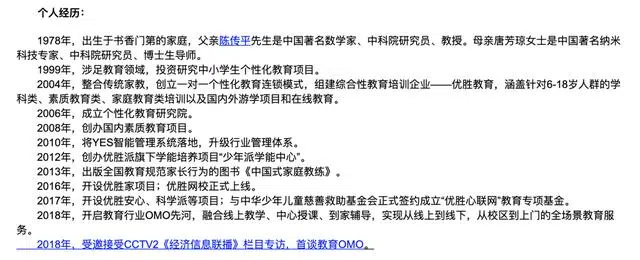 个人经历：
1978年，出生于书香门第的家庭，父亲陈传平先生是中国著名数学家、中科院研究员、教授。母亲唐芳琼女士是中国著名纳米
科技专家、中科院研究员、博士生导师。
1999年，涉足教育领域，投资研究中小学生个性化教育项目。
2004年，整合传统家教，创立一对一个性化教育连锁模式，组建综合性教育培训企业——优胜教育，涵盖针对6-18岁人群的学
科类、素质教育类、家庭教育类培训以及国内外游学项目和在线教育。
2006年，成立个性化教育研究院。
2008年，创办国内素质教育项目。
2010年，将YES智能管理系统落地，升级行业管理体系。
2012年，创办优胜派旗下学能培养项目“少年派学能中心”。
2013年，出版全国教育规范家长行为的图书《中国式家庭教练》。
2016年，开设优胜家项目；优胜网校正式上线。
2017年，开设优胜安心、科学派等项目；与中华少年儿童慈善救助基金会正式签约成立“优胜心联网”教育专项基金。
2018年，开启教育行业OMO先河，融合线上教学、中心授课、到家辅导，实现从线上到线下，从校区到上门的全场景教育服
务。
2018年，受邀接受CCTV2《经济信息联播》栏目专访，首谈教育OMO。